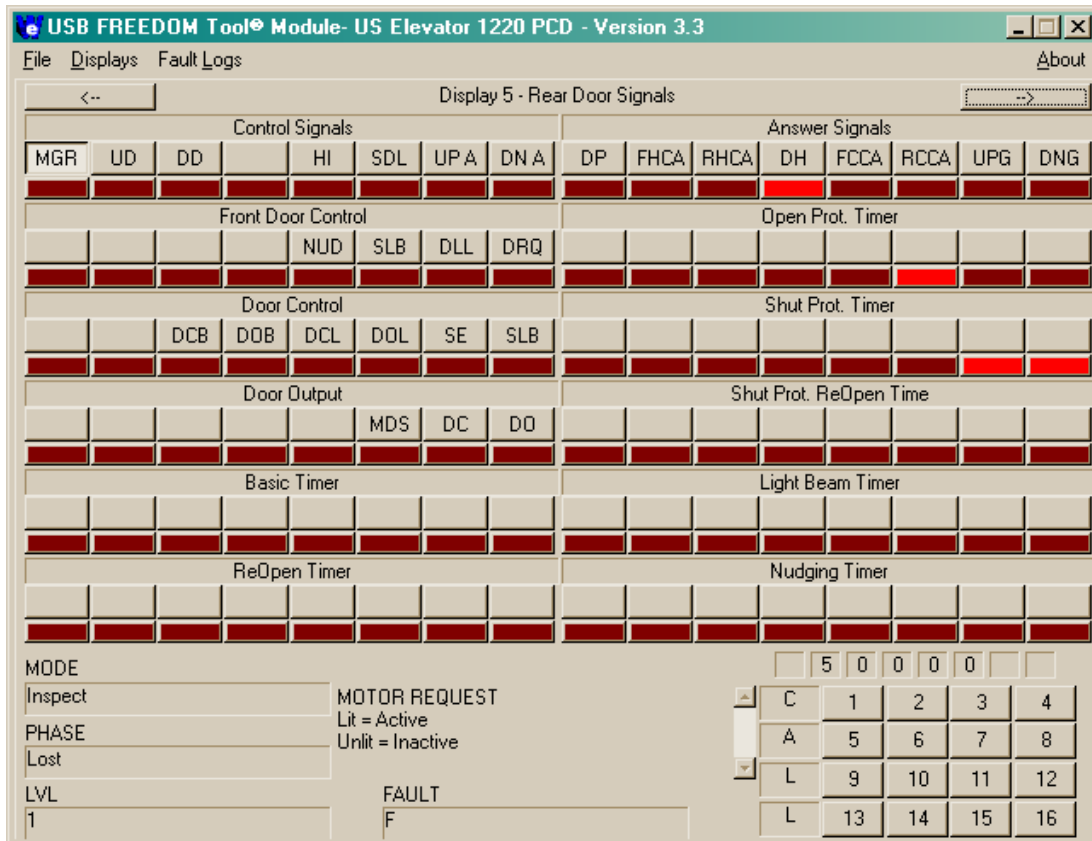 USB FREEDOM Tool® Module- US Elevator 1220 PCD - Version 3.3
File Displays Fault Logs About
<-- Display 5 - Rear Door Signals -->
Control Signals Answer Signals
MGR UD DD HI SDL UP A DN A DP FHCA RHCA DH FCCA RCCA UPG DNG
Front Door Control Open Prot. Timer
NUD SLB DLL DRQ
Door Control Shut Prot. Timer
DCB DOB DCL DOL SE SLB
Door Output Shut Prot. ReOpen Time
MDS DC DO
Basic Timer Light Beam Timer
ReOpen Timer Nudging Timer
MODE 5 0 0 0 0
Inspect MOTOR REQUEST C 1 2 3 4
Lit = Active
PHASE Unlit = Inactive A 5 6 7 8
Lost L 9 10 11 12
LVL FAULT
1 F L 13 14 15 16